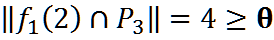 ‖f₁(2) ∩ P₃‖ = 4 ≥ θ